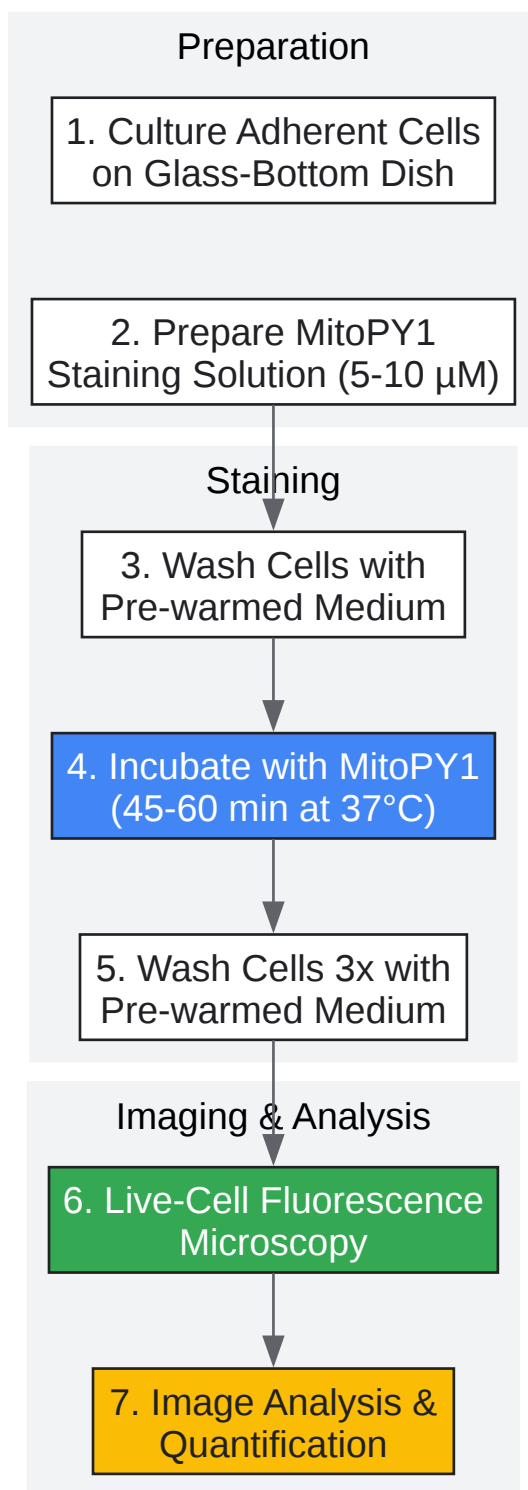 Preparation
1. Culture Adherent Cells
on Glass-Bottom Dish
2. Prepare MitoPY1
Staining Solution (5-10 µM)
Staining
3. Wash Cells with
Pre-warmed Medium
4. Incubate with MitoPY1
(45-60 min at 37°C)
5. Wash Cells 3x with
Pre-warmed Medium
Imaging & Analysis
6. Live-Cell Fluorescence
Microscopy
7. Image Analysis &
Quantification